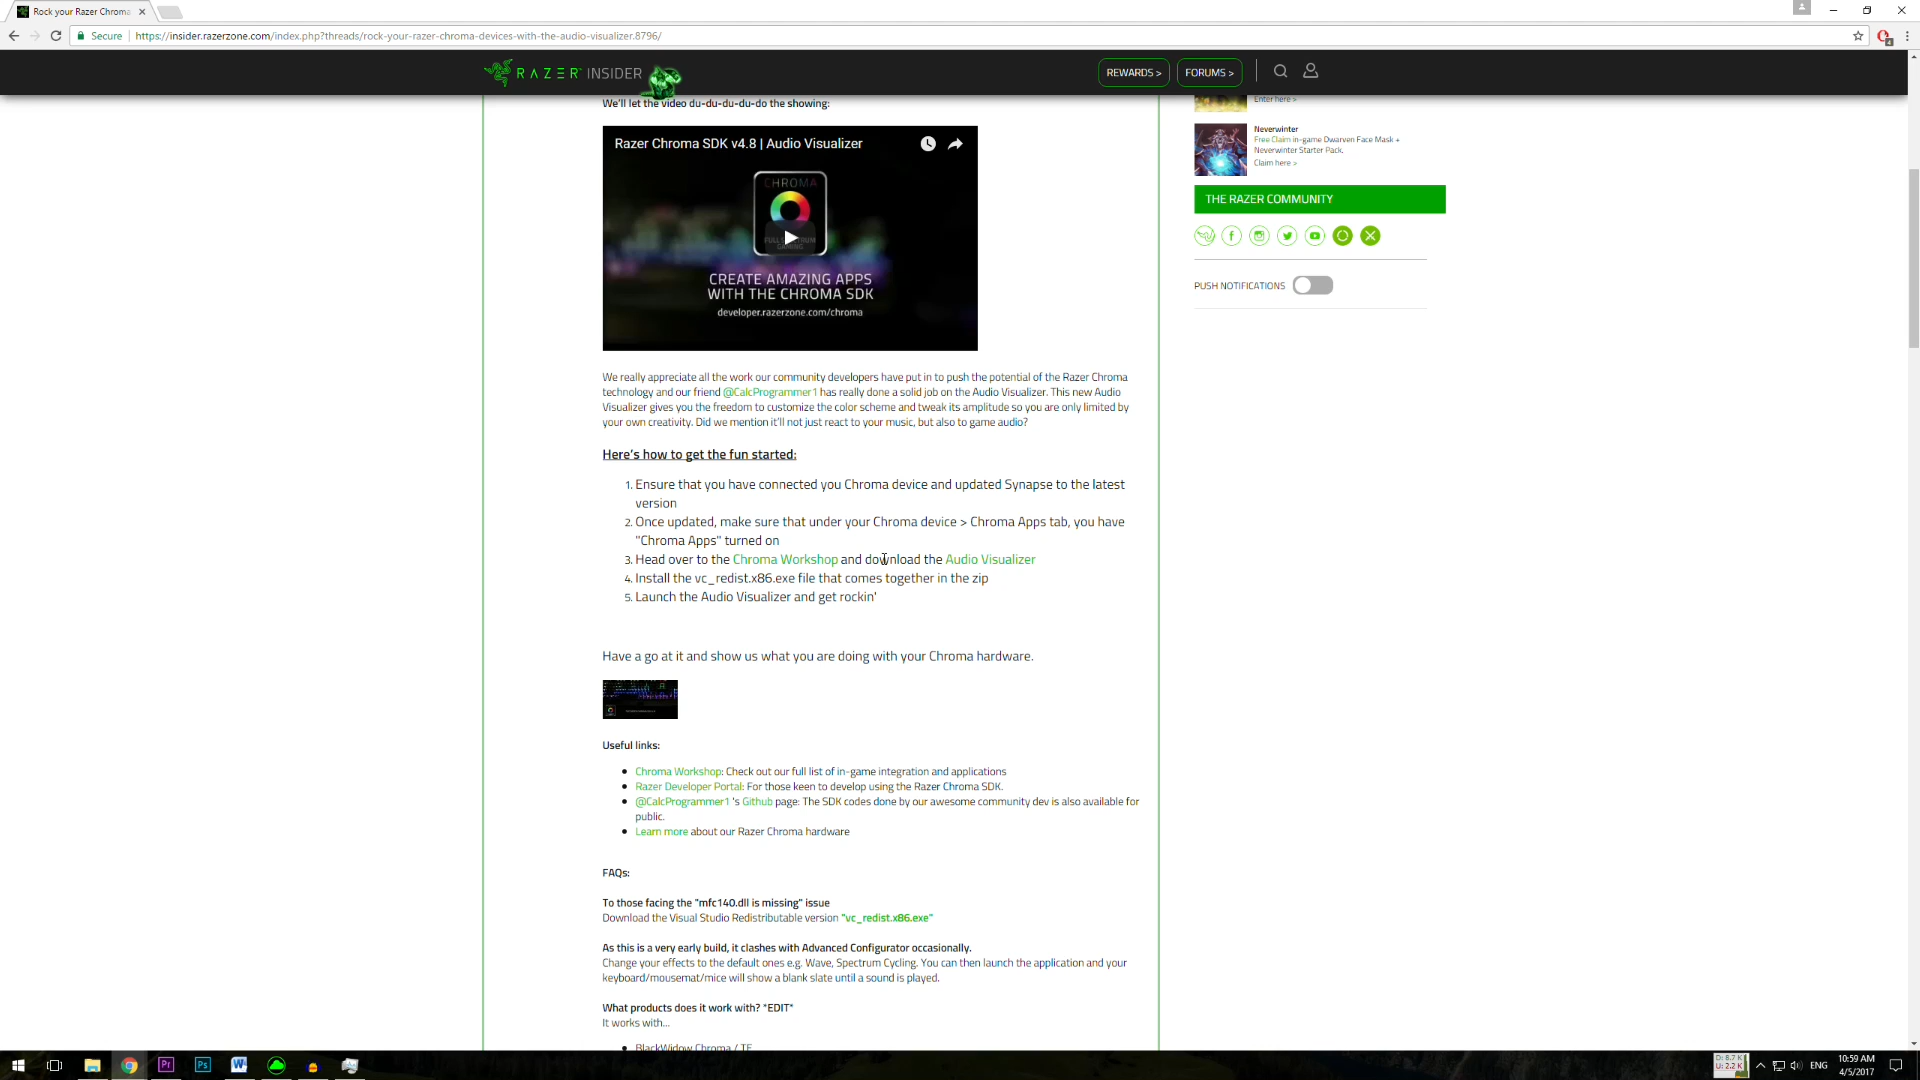 Rock your Razer Chroma
Secure
https://insider.razerzone.com/index.php?threads/rock-your-razer-chroma-devices-with-the-audio-visualizer.8796/
RAZER INSIDER
REWARDS >
FORUMS >
We'll let the video du-du-du-du-do the showing:
Razer Chroma SDK v4.8 | Audio Visualizer
CHROMA
FULL SPECTRUM
GAMING
CREATE AMAZING APPS
WITH THE CHROMA SDK
developer.razerzone.com/chroma
We really appreciate all the work our community developers have put in to push the potential of the Razer Chroma
technology and our friend @CalcProgrammer1 has really done a solid job on the Audio Visualizer. This new Audio
Visualizer gives you the freedom to customize the color scheme and tweak its amplitude so you are only limited by
your own creativity. Did we mention it'll not just react to your music, but also to game audio?
Here's how to get the fun started:
1. Ensure that you have connected you Chroma device and updated Synapse to the latest
version
2. Once updated, make sure that under your Chroma device > Chroma Apps tab, you have
"Chroma Apps" turned on
3. Head over to the Chroma Workshop and download the Audio Visualizer
4. Install the vc_redist.x86.exe file that comes together in the zip
5. Launch the Audio Visualizer and get rockin'
Have a go at it and show us what you are doing with your Chroma hardware.
Useful links:
• Chroma Workshop: Check out our full list of in-game integration and applications
• Razer Developer Portal: For those keen to develop using the Razer Chroma SDK.
• @CalcProgrammer1 's Github page: The SDK codes done by our awesome community dev is also available for
public.
• Learn more about our Razer Chroma hardware
FAQs:
To those facing the "mfc140.dll is missing" issue
Download the Visual Studio Redistributable version "vc_redist.x86.exe"
As this is a very early build, it clashes with Advanced Configurator occasionally.
Change your effects to the default ones e.g. Wave, Spectrum Cycling. You can then launch the application and your
keyboard/mousemat/mice will show a blank slate until a sound is played.
What products does it work with? *EDIT*
It works with...
• BlackWidow Chroma / TE
Enter here >
Neverwinter
Free Claim in-game Dwarven Face Mask +
Neverwinter Starter Pack.
Claim here >
THE RAZER COMMUNITY
PUSH NOTIFICATIONS
Pr
Ps
W
D: 8.7 K
U: 2.2 K
ENG
10:59 AM
4/5/2017